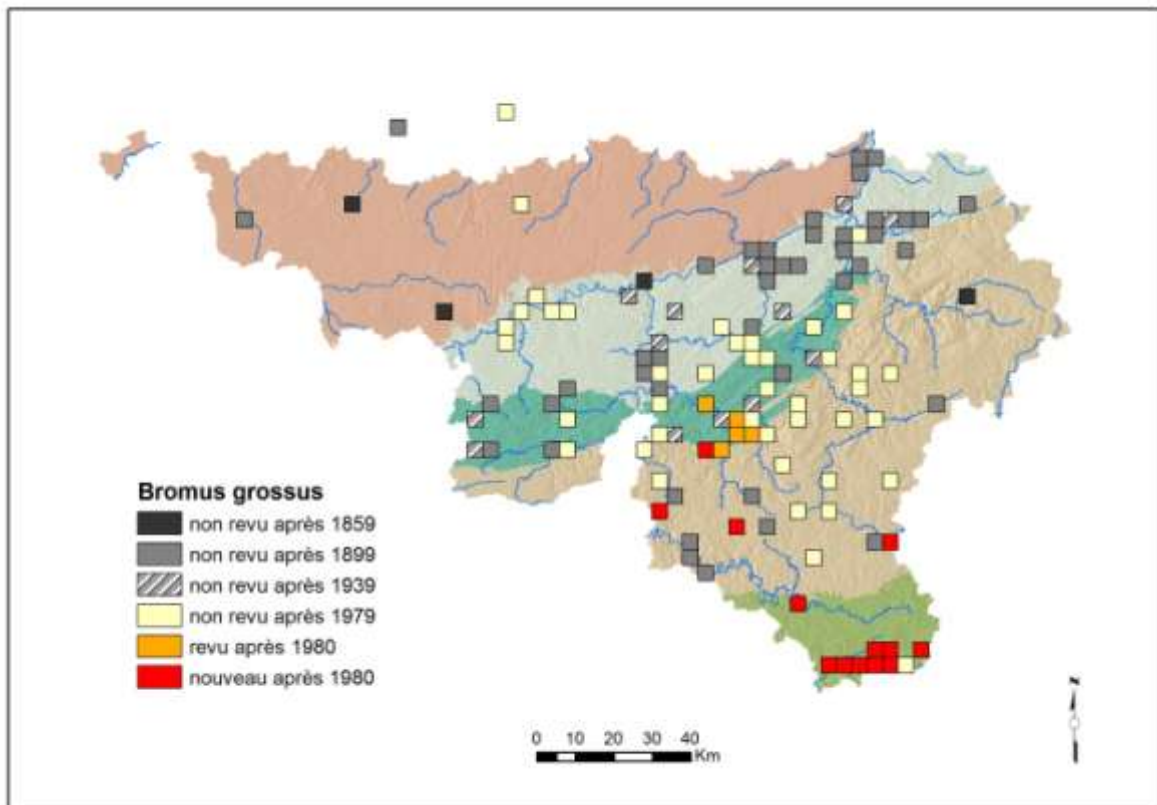 Bromus grossus
non revu après 1859
non revu après 1899
non revu après 1939
non revu après 1979
revu après 1980
nouveau après 1980
N
0 10 20 30 40
Km